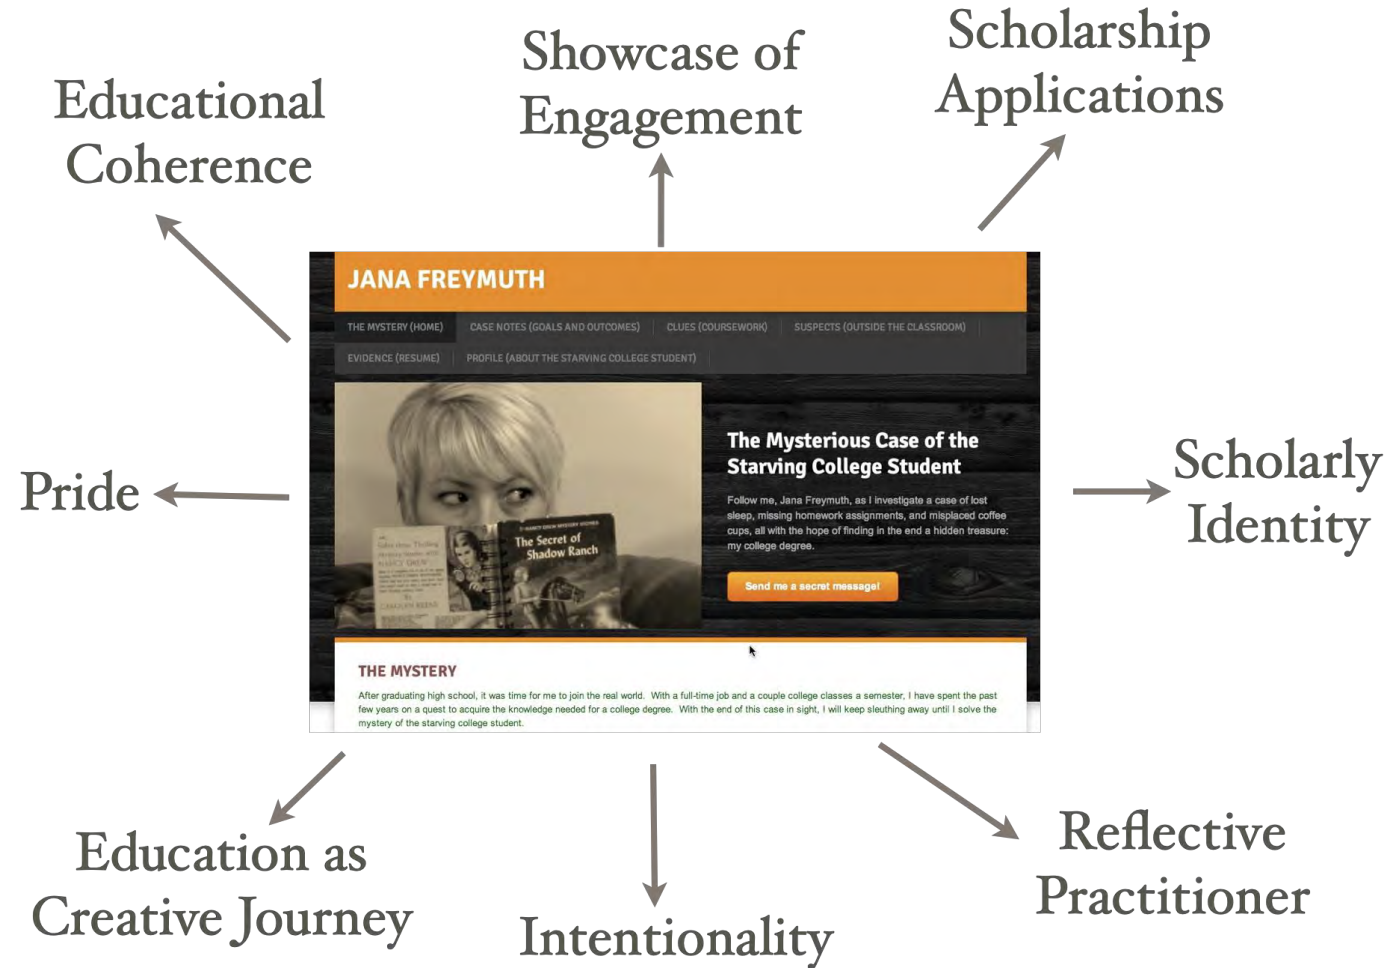 Showcase of
Engagement
Scholarship
Applications
Educational
Coherence
JANA FREYMUTH
THE MYSTERY (HOME)
CASE NOTES (GOALS AND OUTCOMES)
CLUES (COURSEWORK)
SUSPECTS (OUTSIDE THE CLASSROOM)
EVIDENCE (RESUME)
PROFILE (ABOUT THE STARVING COLLEGE STUDENT)
The Mysterious Case of the
Starving College Student
Follow me, Jana Freymuth, as I investigate a case of lost
sleep, missing homework assignments, and misplaced coffee
cups, all with the hope of finding in the end a hidden treasure:
my college degree.
Send me a secret message!
The Secret of
Shadow Ranch
NANCY DREW
CAROLYN KEENE
Pride
Scholarly
Identity
THE MYSTERY
After graduating high school, it was time for me to join the real world. With a full-time job and a couple college classes a semester, I have spent the past
few years on a quest to acquire the knowledge needed for a college degree. With the end of this case in sight, I will keep sleuthing away until I solve the
mystery of the starving college student.
Education as
Creative Journey
Intentionality
Reflective
Practitioner